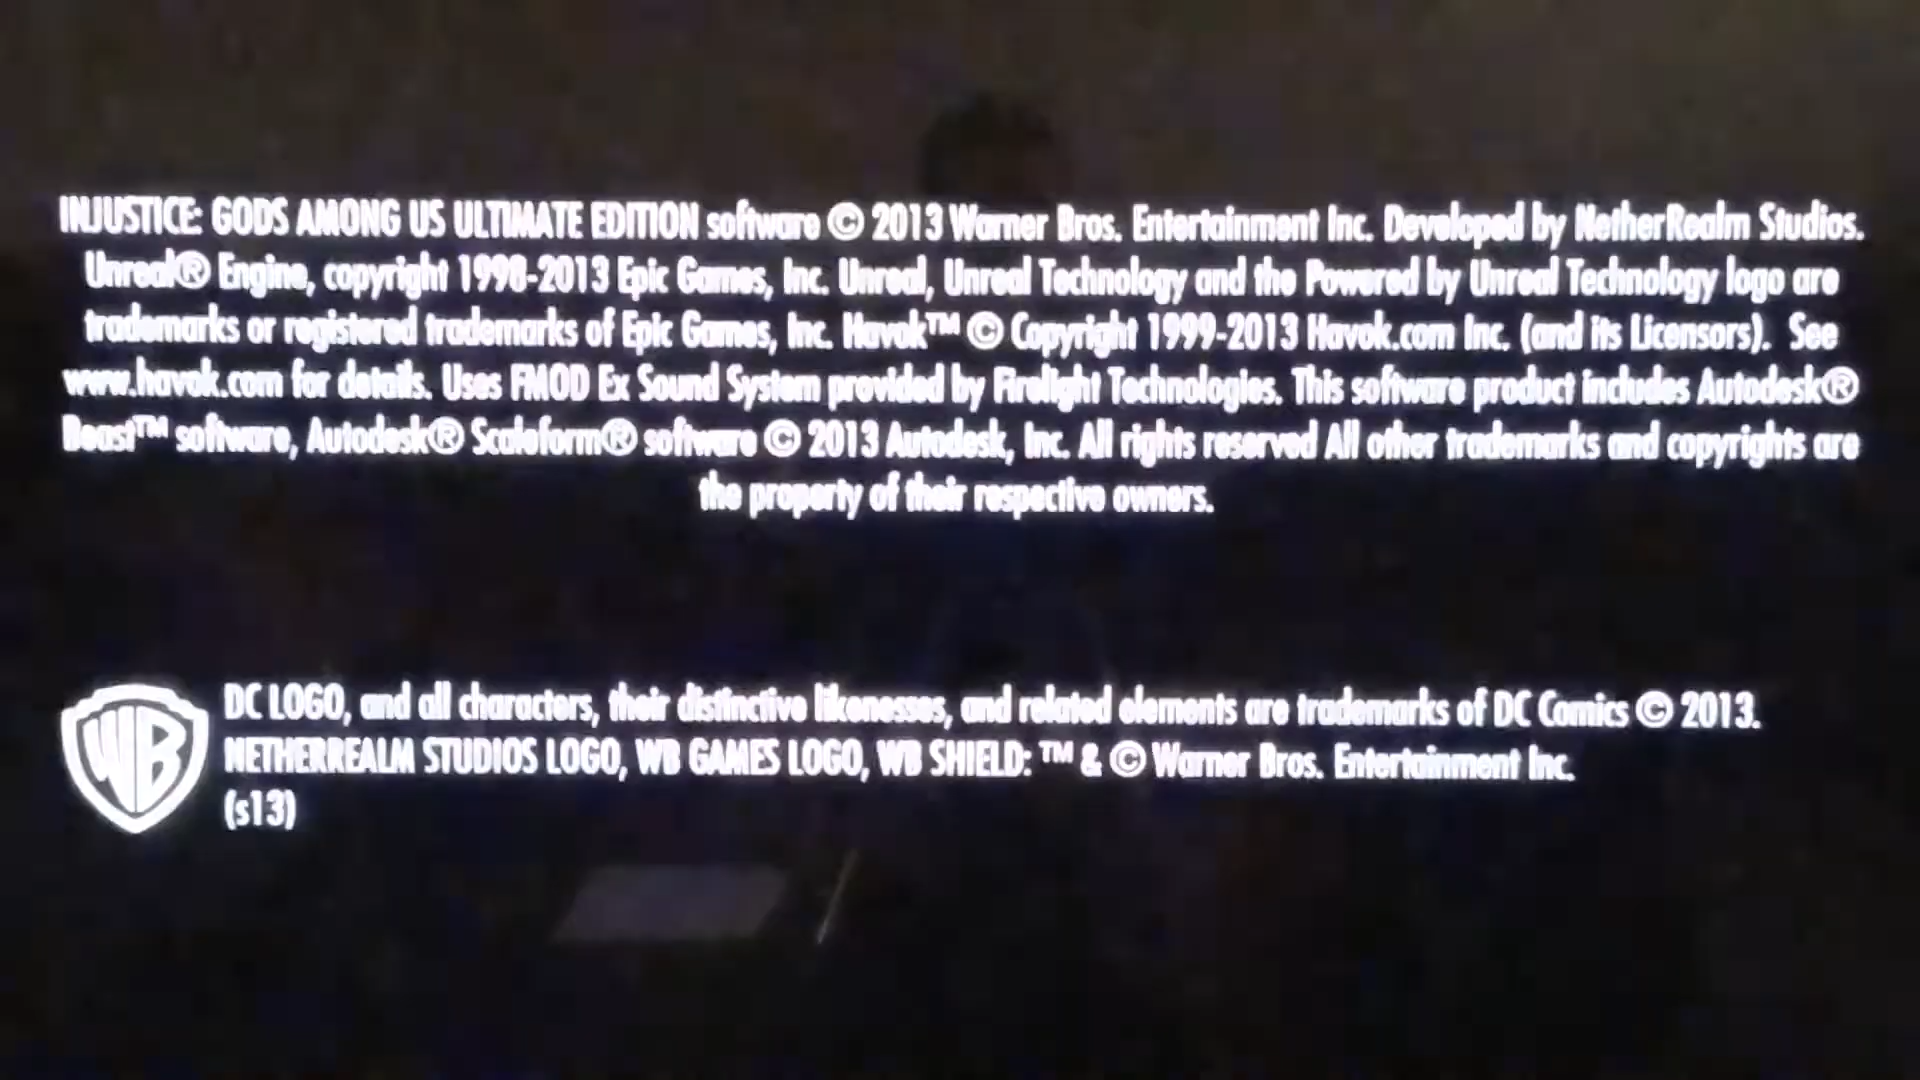 INJUSTICE: GODS AMONG US ULTIMATE EDITION software © 2013 Warner Bros. Entertainment Inc. Developed by NetherRealm Studios.
Unreal® Engine, copyright 1998-2013 Epic Games, Inc. Unreal, Unreal Technology and the Powered by Unreal Technology logo are
trademarks or registered trademarks of Epic Games, Inc. Havok™ © Copyright 1999-2013 Havok.com Inc. (and its Licensors). See
www.havok.com for details. Uses FMOD Ex Sound System provided by Firelight Technologies. This software product includes Autodesk®
Beast™ software, Autodesk® Scaleform® software © 2013 Autodesk, Inc. All rights reserved All other trademarks and copyrights are
the property of their respective owners.
WB
DC LOGO, and all characters, their distinctive likenesses, and related elements are trademarks of DC Comics © 2013.
NETHERREALM STUDIOS LOGO, WB GAMES LOGO, WB SHIELD: ™ & © Warner Bros. Entertainment Inc.
(s13)